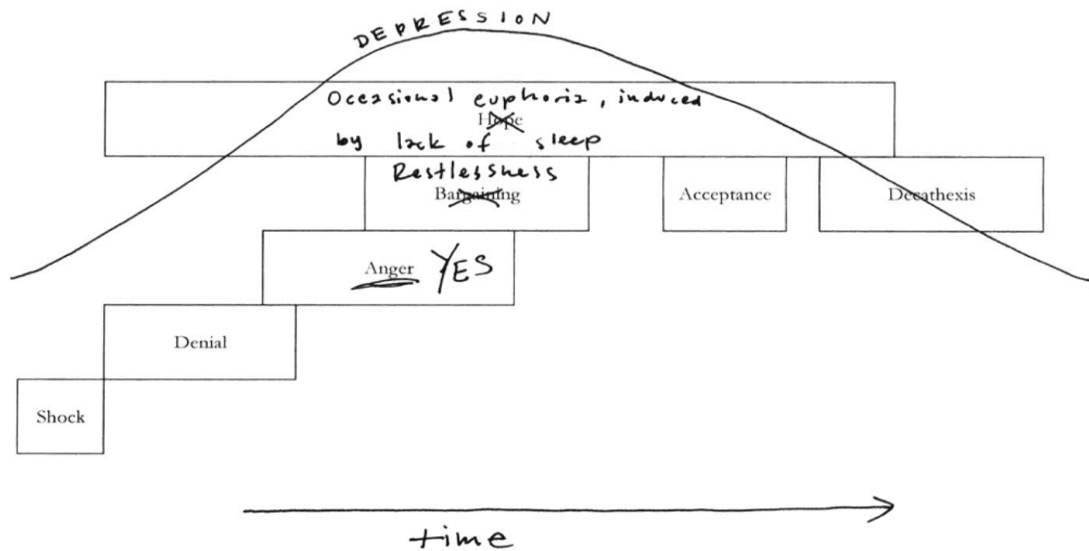 DEPRESSION
Occasional euphoria, induced
Hope
by lack of sleep
Restlessness
Bargaining
Acceptance
Decathexis
Anger YES
Denial
Shock
time